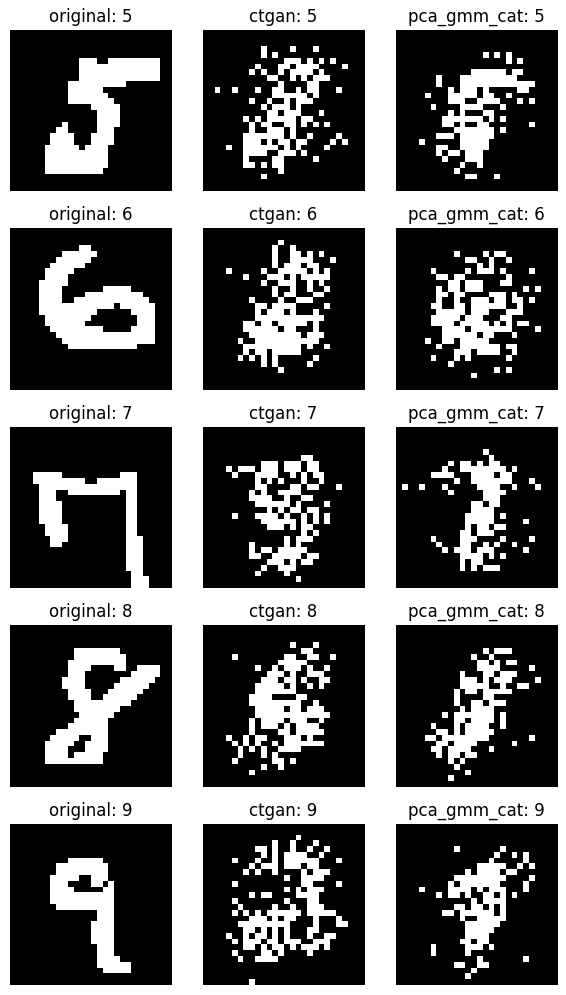 original: 5 ctgan: 5 pca_gmm_cat: 5
original: 6 ctgan: 6 pca_gmm_cat: 6
original: 7 ctgan: 7 pca_gmm_cat: 7
original: 8 ctgan: 8 pca_gmm_cat: 8
original: 9 ctgan: 9 pca_gmm_cat: 9